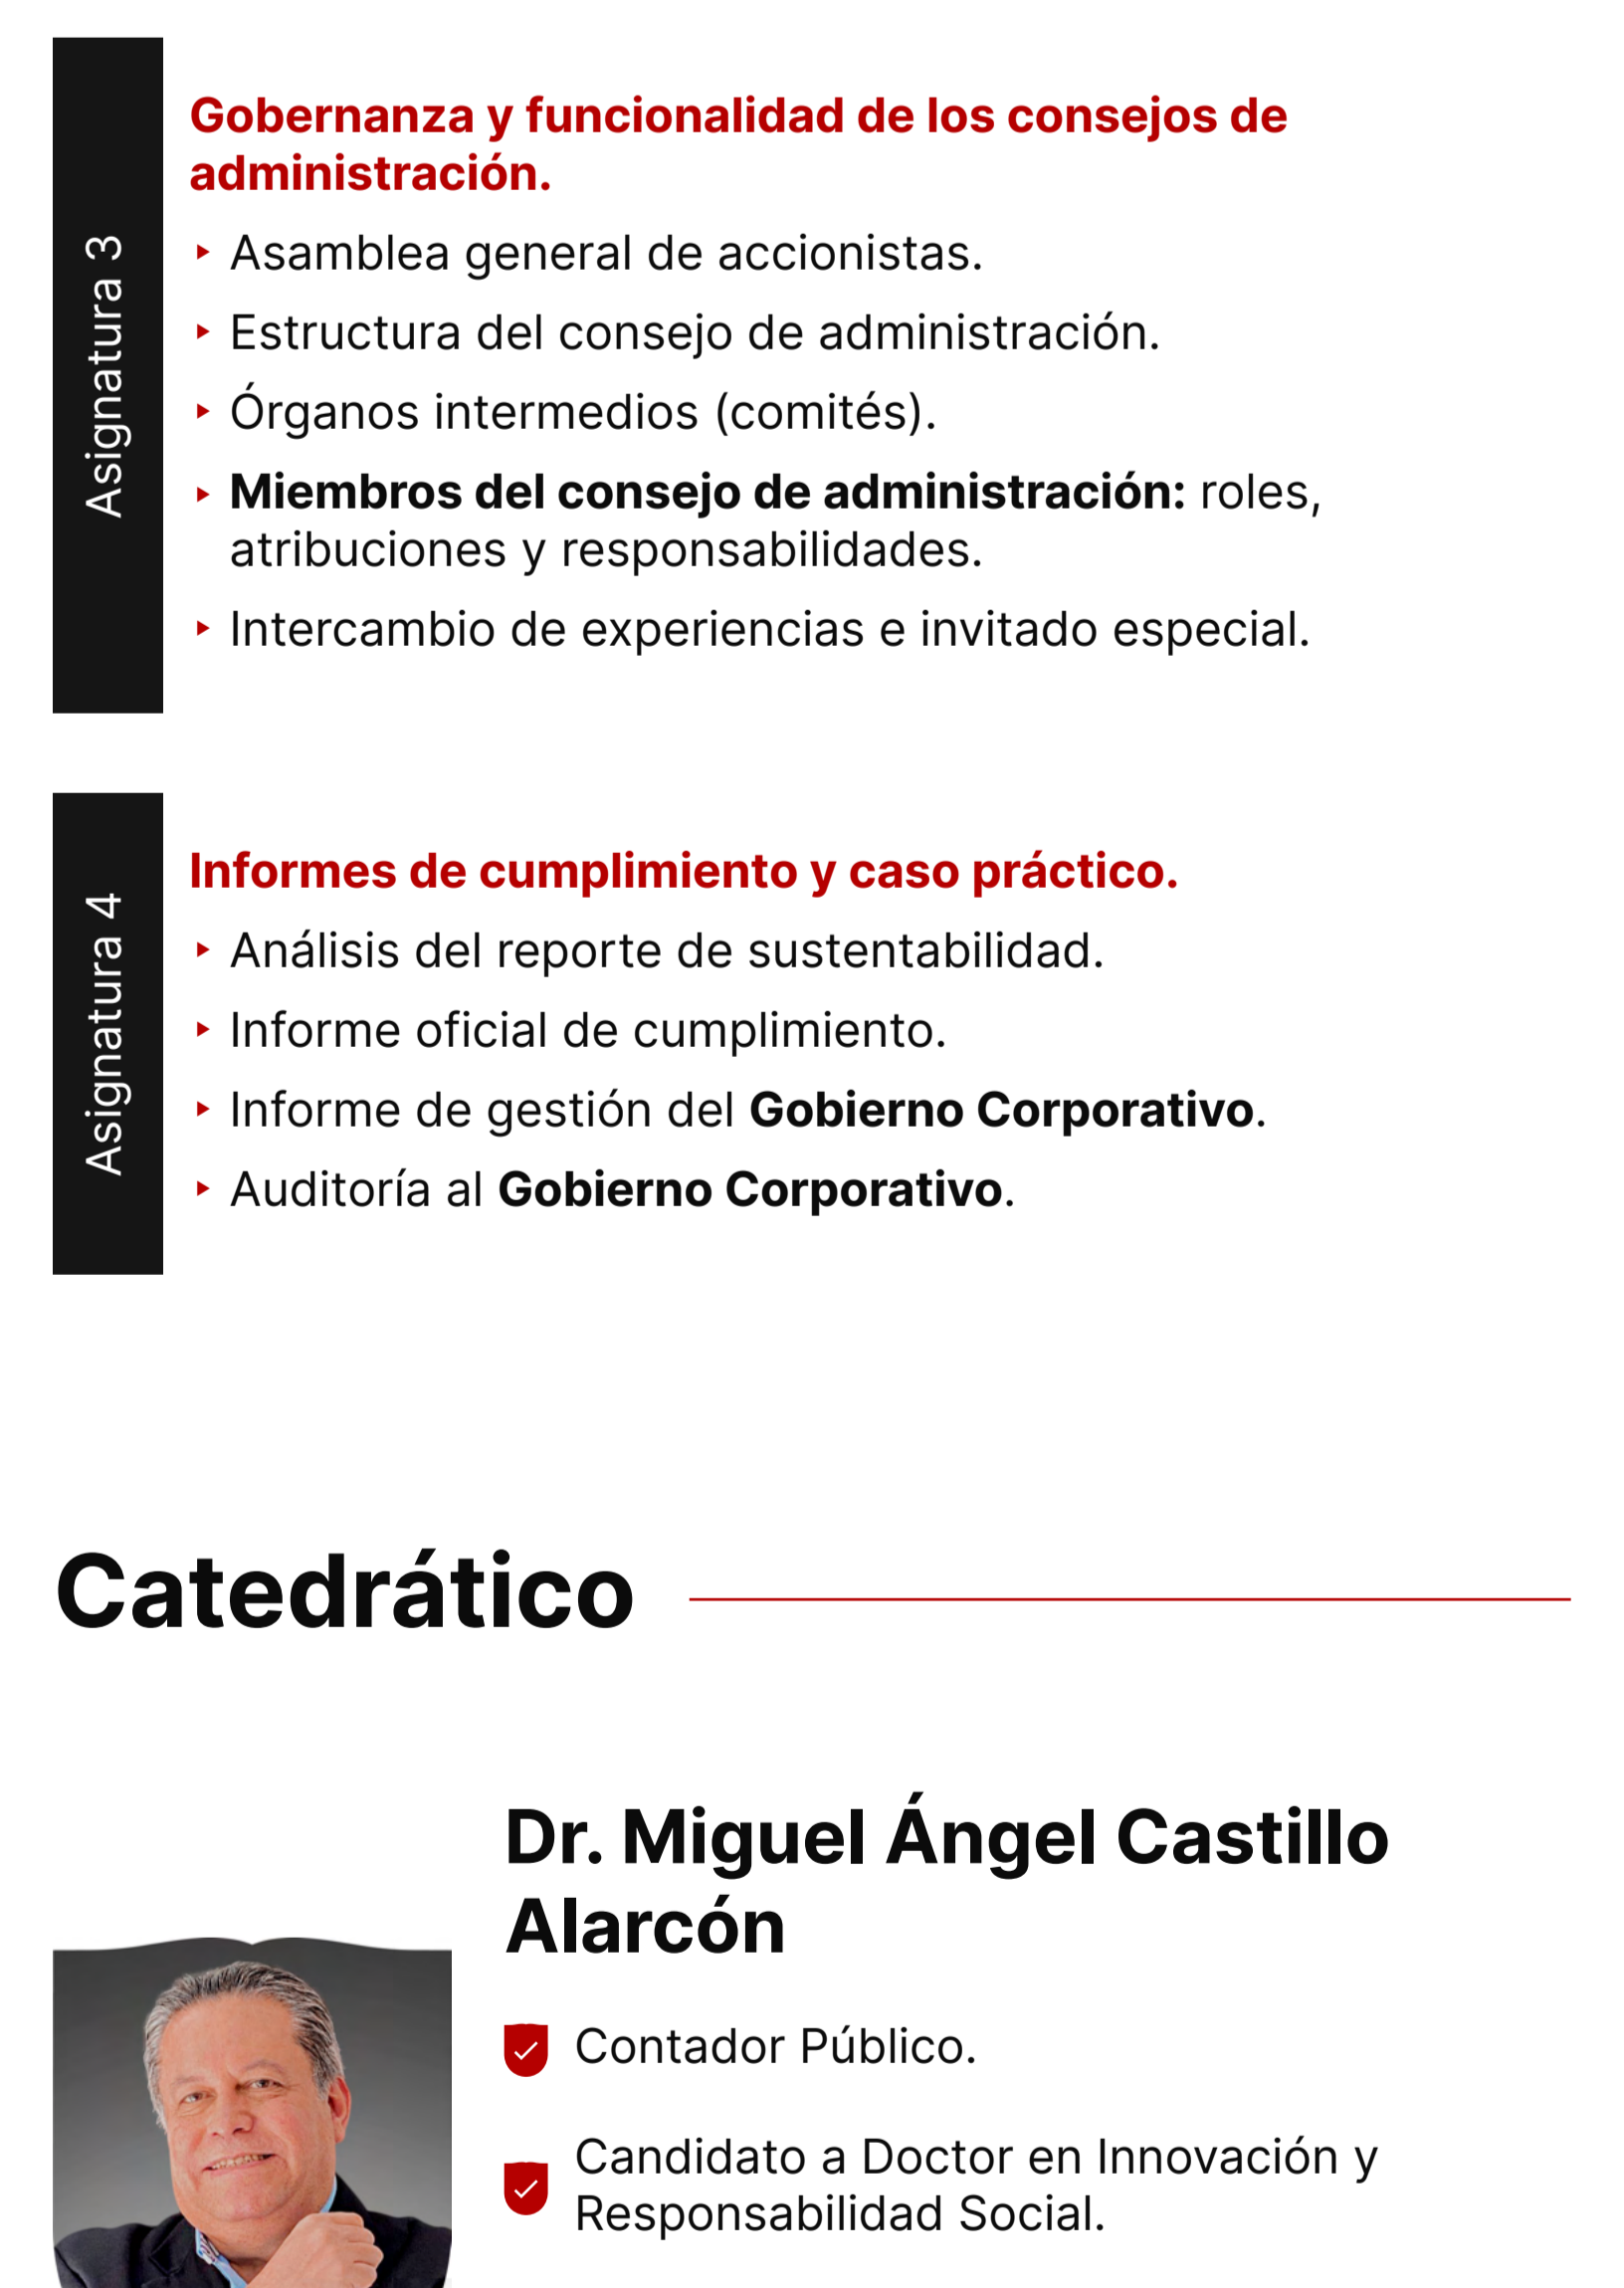 Asignatura 3
Gobernanza y funcionalidad de los consejos de
administración.
Asamblea general de accionistas.
Estructura del consejo de administración.
Órganos intermedios (comités).
Miembros del consejo de administración: roles,
atribuciones y responsabilidades.
Intercambio de experiencias e invitado especial.
Asignatura 4
Informes de cumplimiento y caso práctico.
Análisis del reporte de sustentabilidad.
Informe oficial de cumplimiento.
Informe de gestión del Gobierno Corporativo.
Auditoría al Gobierno Corporativo.
Catedrático
Dr. Miguel Ángel Castillo
Alarcón
Contador Público.
Candidato a Doctor en Innovación y
Responsabilidad Social.